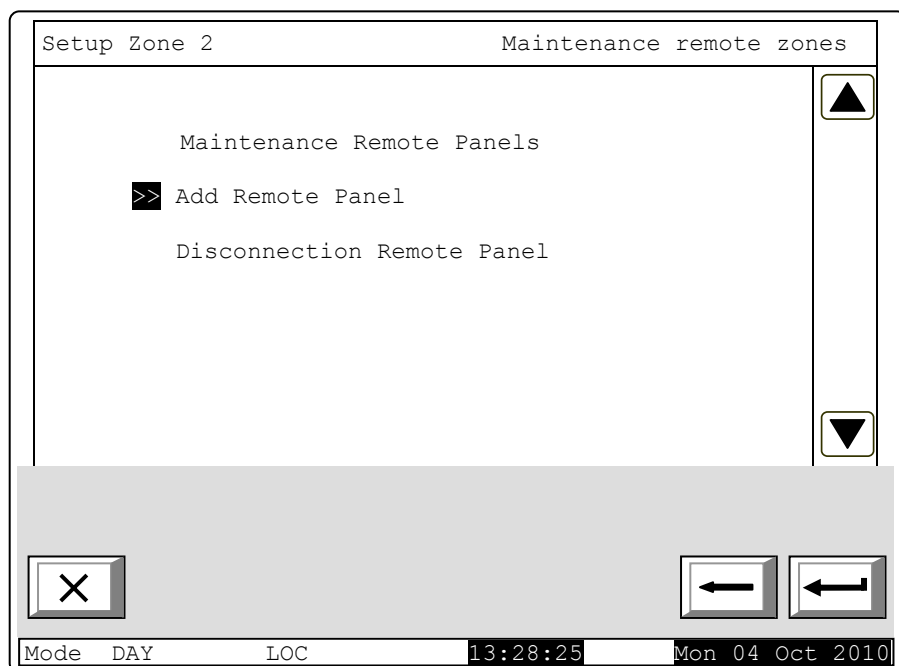 Setup Zone 2 Maintenance remote zones
Maintenance Remote Panels
>> Add Remote Panel
Disconnection Remote Panel
Mode DAY LOC 13:28:25 Mon 04 Oct 2010